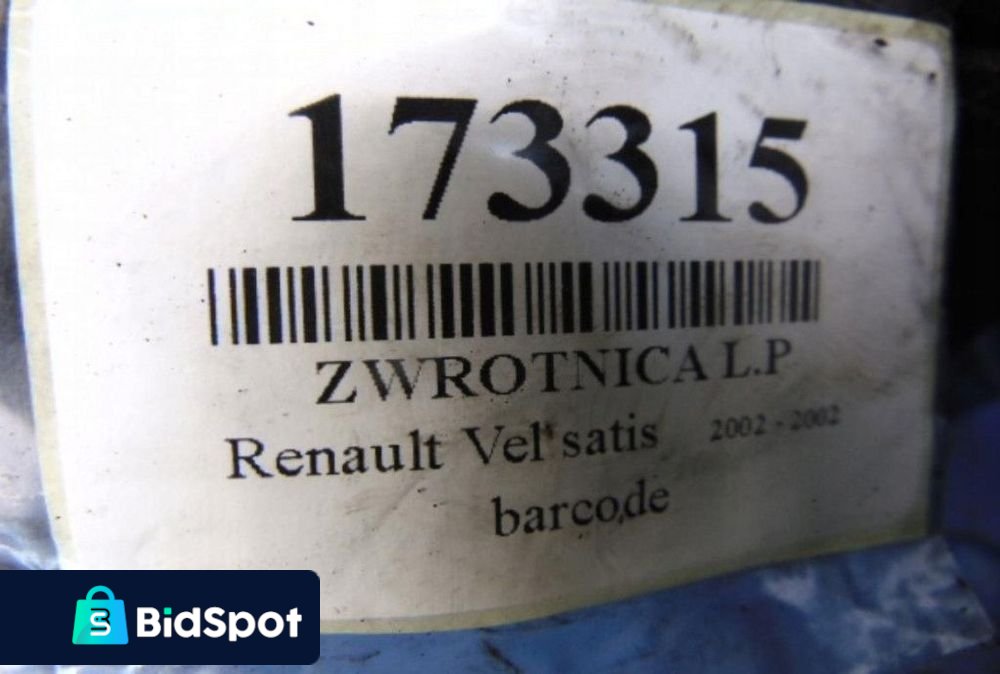 173315
ZWROTNICA L.P
Renault Vel satis 2002 - 2002
barcode
BidSpot